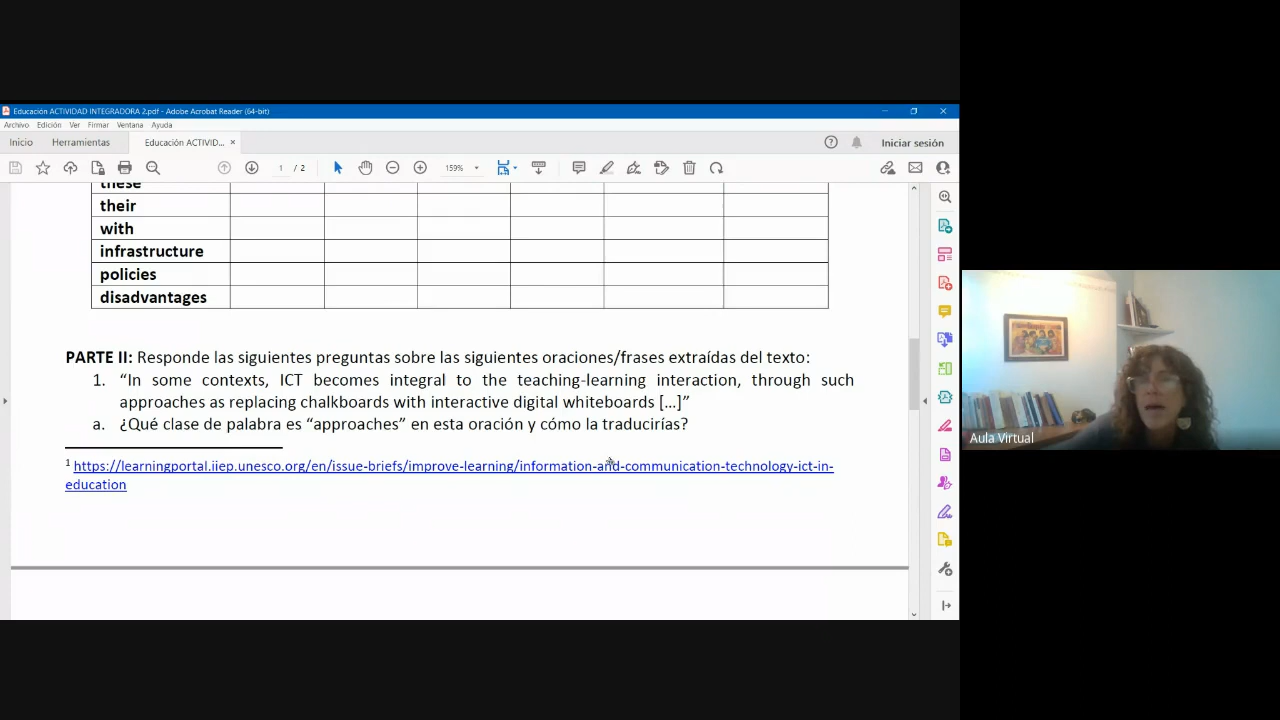 Educación ACTIVIDAD INTEGRADORA 2.pdf - Adobe Acrobat Reader (64-bit)
Archivo Edición Ver Firmar Ventana Ayuda
Inicio Herramientas Educación ACTIVID... × Iniciar sesión
1 / 2 159%
these
their
with
infrastructure
policies
disadvantages
PARTE II: Responde las siguientes preguntas sobre las siguientes oraciones/frases extraídas del texto:
1. “In some contexts, ICT becomes integral to the teaching-learning interaction, through such
approaches as replacing chalkboards with interactive digital whiteboards [...]”
a. ¿Qué clase de palabra es “approaches” en esta oración y cómo la traducirías?
1 https://learningportal.iiep.unesco.org/en/issue-briefs/improve-learning/information-and-communication-technology-ict-in-
education
Aula Virtual